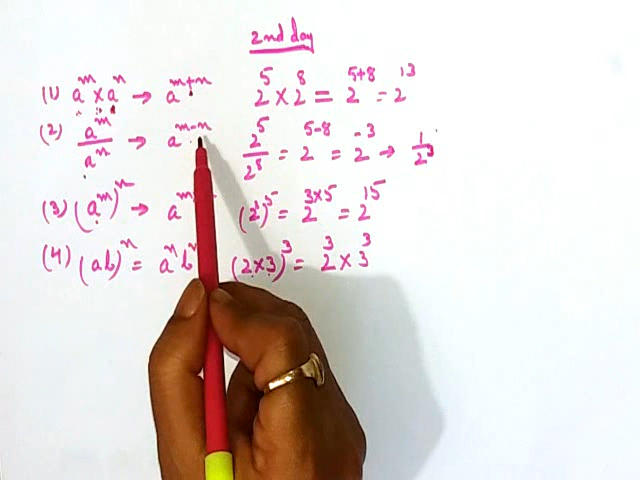 2nd day
(1) a^m × a^n → a^(m+n) 2^5 × 2^8 = 2^(5+8) = 2^13
(2) a^m/a^n → a^(m-n) 2^5/2^8 = 2^(5-8) = 2^(-3) → 1/2^3
(3) (a^m)^n → a^m (2^3)^5 = 2^(3×5) = 2^15
(4) (ab)^n = a^n b^n (2×3)^3 = 2^3 × 3^3